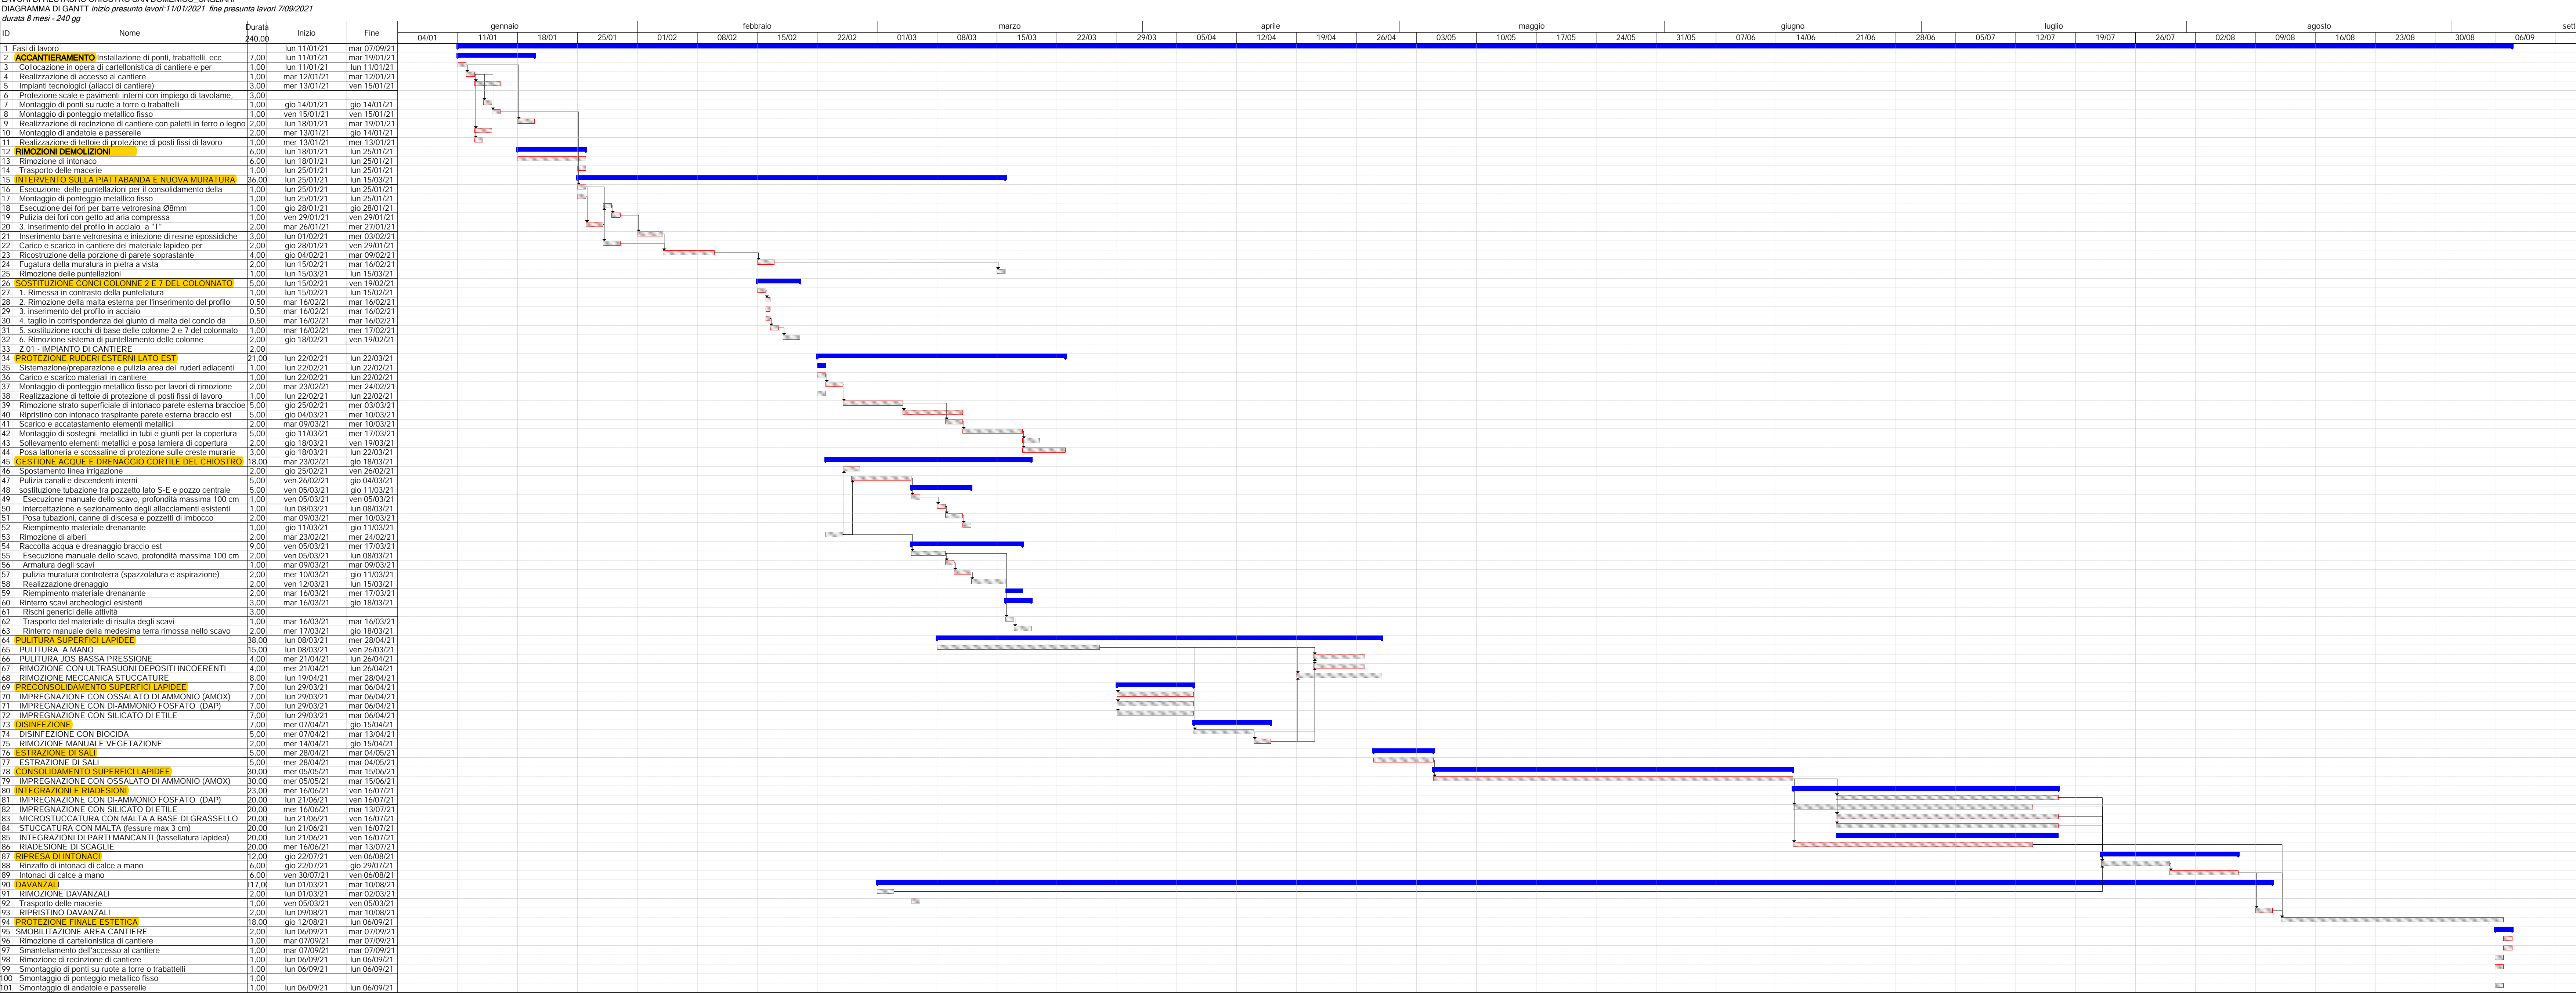 LAVORI DI RESTAURO CHIOSTRO SAN DOMENICO_CAGLIARI
DIAGRAMMA DI GANTT inizio presunto lavori:11/01/2021 fine presunta lavori 7/09/2021
durata 8 mesi - 240 gg
ID Nome Durata 240,00 Inizio Fine
gennaio febbraio marzo aprile maggio giugno luglio agosto sett
04/01 11/01 18/01 25/01 01/02 08/02 15/02 22/02 01/03 08/03 15/03 22/03 29/03 05/04 12/04 19/04 26/04 03/05 10/05 17/05 24/05 31/05 07/06 14/06 21/06 28/06 05/07 12/07 19/07 26/07 02/08 09/08 16/08 23/08 30/08 06/09
1 Fasi di lavoro lun 11/01/21 mar 07/09/21
2 ACCANTIERAMENTO Installazione di ponti, trabattelli, ecc 7,00 lun 11/01/21 mar 19/01/21
3 Collocazione in opera di cartellonistica di cantiere e per 1,00 lun 11/01/21 lun 11/01/21
4 Realizzazione di accesso al cantiere 1,00 mar 12/01/21 mar 12/01/21
5 Impianti tecnologici (allacci di cantiere) 3,00 mer 13/01/21 ven 15/01/21
6 Protezione scale e pavimenti interni con impiego di tavolame, 3,00
7 Montaggio di ponti su ruote a torre o trabattelli 1,00 gio 14/01/21 gio 14/01/21
8 Montaggio di ponteggio metallico fisso 1,00 ven 15/01/21 ven 15/01/21
9 Realizzazione di recinzione di cantiere con paletti in ferro o legno 2,00 lun 18/01/21 mar 19/01/21
10 Montaggio di andatoie e passerelle 2,00 mer 13/01/21 gio 14/01/21
11 Realizzazione di tettoie di protezione di posti fissi di lavoro 1,00 mer 13/01/21 mer 13/01/21
12 RIMOZIONI DEMOLIZIONI 6,00 lun 18/01/21 lun 25/01/21
13 Rimozione di intonaco 6,00 lun 18/01/21 lun 25/01/21
14 Trasporto delle macerie 1,00 lun 25/01/21 lun 25/01/21
15 INTERVENTO SULLA PIATTABANDA E NUOVA MURATURA 36,00 lun 25/01/21 lun 15/03/21
16 Esecuzione delle puntellazioni per il consolidamento della 1,00 lun 25/01/21 lun 25/01/21
17 Montaggio di ponteggio metallico fisso 1,00 lun 25/01/21 lun 25/01/21
18 Esecuzione dei fori per barre vetroresina Ø8mm 1,00 gio 28/01/21 gio 28/01/21
19 Pulizia dei fori con getto ad aria compressa 1,00 ven 29/01/21 ven 29/01/21
20 3. inserimento del profilo in acciaio a "T" 2,00 mar 26/01/21 mer 27/01/21
21 Inserimento barre vetroresina e iniezione di resine epossidiche 3,00 lun 01/02/21 mer 03/02/21
22 Carico e scarico in cantiere del materiale lapideo per 2,00 gio 28/01/21 ven 29/01/21
23 Ricostruzione della porzione di parete soprastante 4,00 gio 04/02/21 mar 09/02/21
24 Fugatura della muratura in pietra a vista 2,00 lun 15/02/21 mar 16/02/21
25 Rimozione delle puntellazioni 1,00 lun 15/03/21 lun 15/03/21
26 SOSTITUZIONE CONCI COLONNE 2 E 7 DEL COLONNATO 5,00 lun 15/02/21 ven 19/02/21
27 1. Rimessa in contrasto della puntellatura 1,00 lun 15/02/21 lun 15/02/21
28 2. Rimozione della malta esterna per l'inserimento del profilo 0,50 mar 16/02/21 mar 16/02/21
29 3. inserimento del profilo in acciaio 0,50 mar 16/02/21 mar 16/02/21
30 4. taglio in corrispondenza del giunto di malta del concio da 0,50 mar 16/02/21 mar 16/02/21
31 5. sostituzione rocchi di base delle colonne 2 e 7 del colonnato 1,00 mar 16/02/21 mer 17/02/21
32 6. Rimozione sistema di puntellamento delle colonne 2,00 gio 18/02/21 ven 19/02/21
33 Z.01 - IMPIANTO DI CANTIERE 2,00
34 PROTEZIONE RUDERI ESTERNI LATO EST 21,00 lun 22/02/21 lun 22/03/21
35 Sistemazione/preparazione e pulizia area dei ruderi adiacenti 1,00 lun 22/02/21 lun 22/02/21
36 Carico e scarico materiali in cantiere 1,00 lun 22/02/21 lun 22/02/21
37 Montaggio di ponteggio metallico fisso per lavori di rimozione 2,00 mar 23/02/21 mer 24/02/21
38 Realizzazione di tettoie di protezione di posti fissi di lavoro 1,00 lun 22/02/21 lun 22/02/21
39 Rimozione strato superficiale di intonaco parete esterna braccioe 5,00 gio 25/02/21 mer 03/03/21
40 Ripristino con intonaco traspirante parete esterna braccio est 5,00 gio 04/03/21 mer 10/03/21
41 Scarico e accatastamento elementi metallici 2,00 mar 09/03/21 mer 10/03/21
42 Montaggio di sostegni metallici in tubi e giunti per la copertura 5,00 gio 11/03/21 mer 17/03/21
43 Sollevamento elementi metallici e posa lamiera di copertura 2,00 gio 18/03/21 ven 19/03/21
44 Posa lattoneria e scossaline di protezione sulle creste murarie 3,00 gio 18/03/21 lun 22/03/21
45 GESTIONE ACQUE E DRENAGGIO CORTILE DEL CHIOSTRO 18,00 mar 23/02/21 gio 18/03/21
46 Spostamento linea irrigazione 2,00 gio 25/02/21 ven 26/02/21
47 Pulizia canali e discendenti interni 5,00 ven 26/02/21 gio 04/03/21
48 sostituzione tubazione tra pozzetto lato S-E e pozzo centrale 5,00 ven 05/03/21 gio 11/03/21
49 Esecuzione manuale dello scavo, profondità massima 100 cm 1,00 ven 05/03/21 ven 05/03/21
50 Intercettazione e sezionamento degli allacciamenti esistenti 1,00 lun 08/03/21 lun 08/03/21
51 Posa tubazioni, canne di discesa e pozzetti di imbocco 2,00 mar 09/03/21 mer 10/03/21
52 Riempimento materiale drenanante 1,00 gio 11/03/21 gio 11/03/21
53 Rimozione di alberi 2,00 mar 23/02/21 mer 24/02/21
54 Raccolta acqua e dreanaggio braccio est 9,00 ven 05/03/21 mer 17/03/21
55 Esecuzione manuale dello scavo, profondità massima 100 cm 2,00 ven 05/03/21 lun 08/03/21
56 Armatura degli scavi 1,00 mar 09/03/21 mar 09/03/21
57 pulizia muratura controterra (spazzolatura e aspirazione) 2,00 mer 10/03/21 gio 11/03/21
58 Realizzazione drenaggio 2,00 ven 12/03/21 lun 15/03/21
59 Riempimento materiale drenanante 2,00 mar 16/03/21 mer 17/03/21
60 Rinterro scavi archeologici esistenti 3,00 mar 16/03/21 gio 18/03/21
61 Rischi generici delle attività 3,00
62 Trasporto del materiale di risulta degli scavi 1,00 mar 16/03/21 mar 16/03/21
63 Rinterro manuale della medesima terra rimossa nello scavo 2,00 mer 17/03/21 gio 18/03/21
64 PULITURA SUPERFICI LAPIDEE 38,00 lun 08/03/21 mer 28/04/21
65 PULITURA A MANO 15,00 lun 08/03/21 ven 26/03/21
66 PULITURA JOS BASSA PRESSIONE 4,00 mer 21/04/21 lun 26/04/21
67 RIMOZIONE CON ULTRASUONI DEPOSITI INCOERENTI 4,00 mer 21/04/21 lun 26/04/21
68 RIMOZIONE MECCANICA STUCCATURE 8,00 lun 19/04/21 mer 28/04/21
69 PRECONSOLIDAMENTO SUPERFICI LAPIDEE 7,00 lun 29/03/21 mar 06/04/21
70 IMPREGNAZIONE CON OSSALATO DI AMMONIO (AMOX) 7,00 lun 29/03/21 mar 06/04/21
71 IMPREGNAZIONE CON DI-AMMONIO FOSFATO (DAP) 7,00 lun 29/03/21 mar 06/04/21
72 IMPREGNAZIONE CON SILICATO DI ETILE 7,00 lun 29/03/21 mar 06/04/21
73 DISINFEZIONE 7,00 mer 07/04/21 gio 15/04/21
74 DISINFEZIONE CON BIOCIDA 5,00 mer 07/04/21 mar 13/04/21
75 RIMOZIONE MANUALE VEGETAZIONE 2,00 mer 14/04/21 gio 15/04/21
76 ESTRAZIONE DI SALI 5,00 mer 28/04/21 mar 04/05/21
77 ESTRAZIONE DI SALI 5,00 mer 28/04/21 mar 04/05/21
78 CONSOLIDAMENTO SUPERFICI LAPIDEE 30,00 mer 05/05/21 mar 15/06/21
79 IMPREGNAZIONE CON OSSALATO DI AMMONIO (AMOX) 30,00 mer 05/05/21 mar 15/06/21
80 INTEGRAZIONI E RIADESIONI 23,00 mer 16/06/21 ven 16/07/21
81 IMPREGNAZIONE CON DI-AMMONIO FOSFATO (DAP) 20,00 lun 21/06/21 ven 16/07/21
82 IMPREGNAZIONE CON SILICATO DI ETILE 20,00 mer 16/06/21 mar 13/07/21
83 MICROSTUCCATURA CON MALTA A BASE DI GRASSELLO 20,00 lun 21/06/21 ven 16/07/21
84 STUCCATURA CON MALTA (fessure max 3 cm) 20,00 lun 21/06/21 ven 16/07/21
85 INTEGRAZIONI DI PARTI MANCANTI (tassellatura lapidea) 20,00 lun 21/06/21 ven 16/07/21
86 RIADESIONE DI SCAGLIE 20,00 mer 16/06/21 mar 13/07/21
87 RIPRESA DI INTONACI 12,00 gio 22/07/21 ven 06/08/21
88 Rinzaffo di intonaci di calce a mano 6,00 gio 22/07/21 gio 29/07/21
89 Intonaci di calce a mano 6,00 ven 30/07/21 ven 06/08/21
90 DAVANZALI 117,0 lun 01/03/21 mar 10/08/21
91 RIMOZIONE DAVANZALI 2,00 lun 01/03/21 mar 02/03/21
92 Trasporto delle macerie 1,00 ven 05/03/21 ven 05/03/21
93 RIPRISTINO DAVANZALI 2,00 lun 09/08/21 mar 10/08/21
94 PROTEZIONE FINALE ESTETICA 18,00 gio 12/08/21 lun 06/09/21
95 SMOBILITAZIONE AREA CANTIERE 2,00 lun 06/09/21 mar 07/09/21
96 Rimozione di cartellonistica di cantiere 1,00 mar 07/09/21 mar 07/09/21
97 Smantellamento dell'accesso al cantiere 1,00 mar 07/09/21 mar 07/09/21
98 Rimozione di recinzione di cantiere 1,00 lun 06/09/21 lun 06/09/21
99 Smontaggio di ponti su ruote a torre o trabattelli 1,00 lun 06/09/21 lun 06/09/21
100 Smontaggio di ponteggio metallico fisso 1,00
101 Smontaggio di andatoie e passerelle 1,00 lun 06/09/21 lun 06/09/21